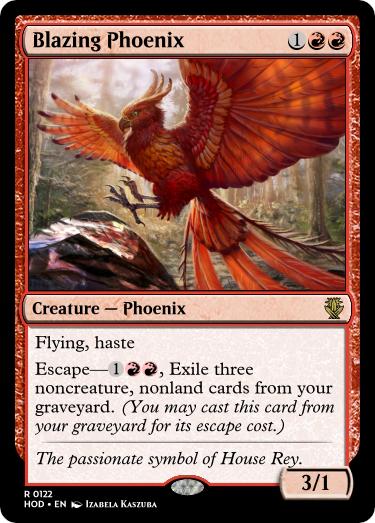 Blazing Phoenix 1
Creature — Phoenix
Flying, haste
Escape—1, Exile three
noncreature, nonland cards from your
graveyard. (You may cast this card from
your graveyard for its escape cost.)
The passionate symbol of House Rey.
3/1
R 0122
HOD • EN Izabela Kaszuba